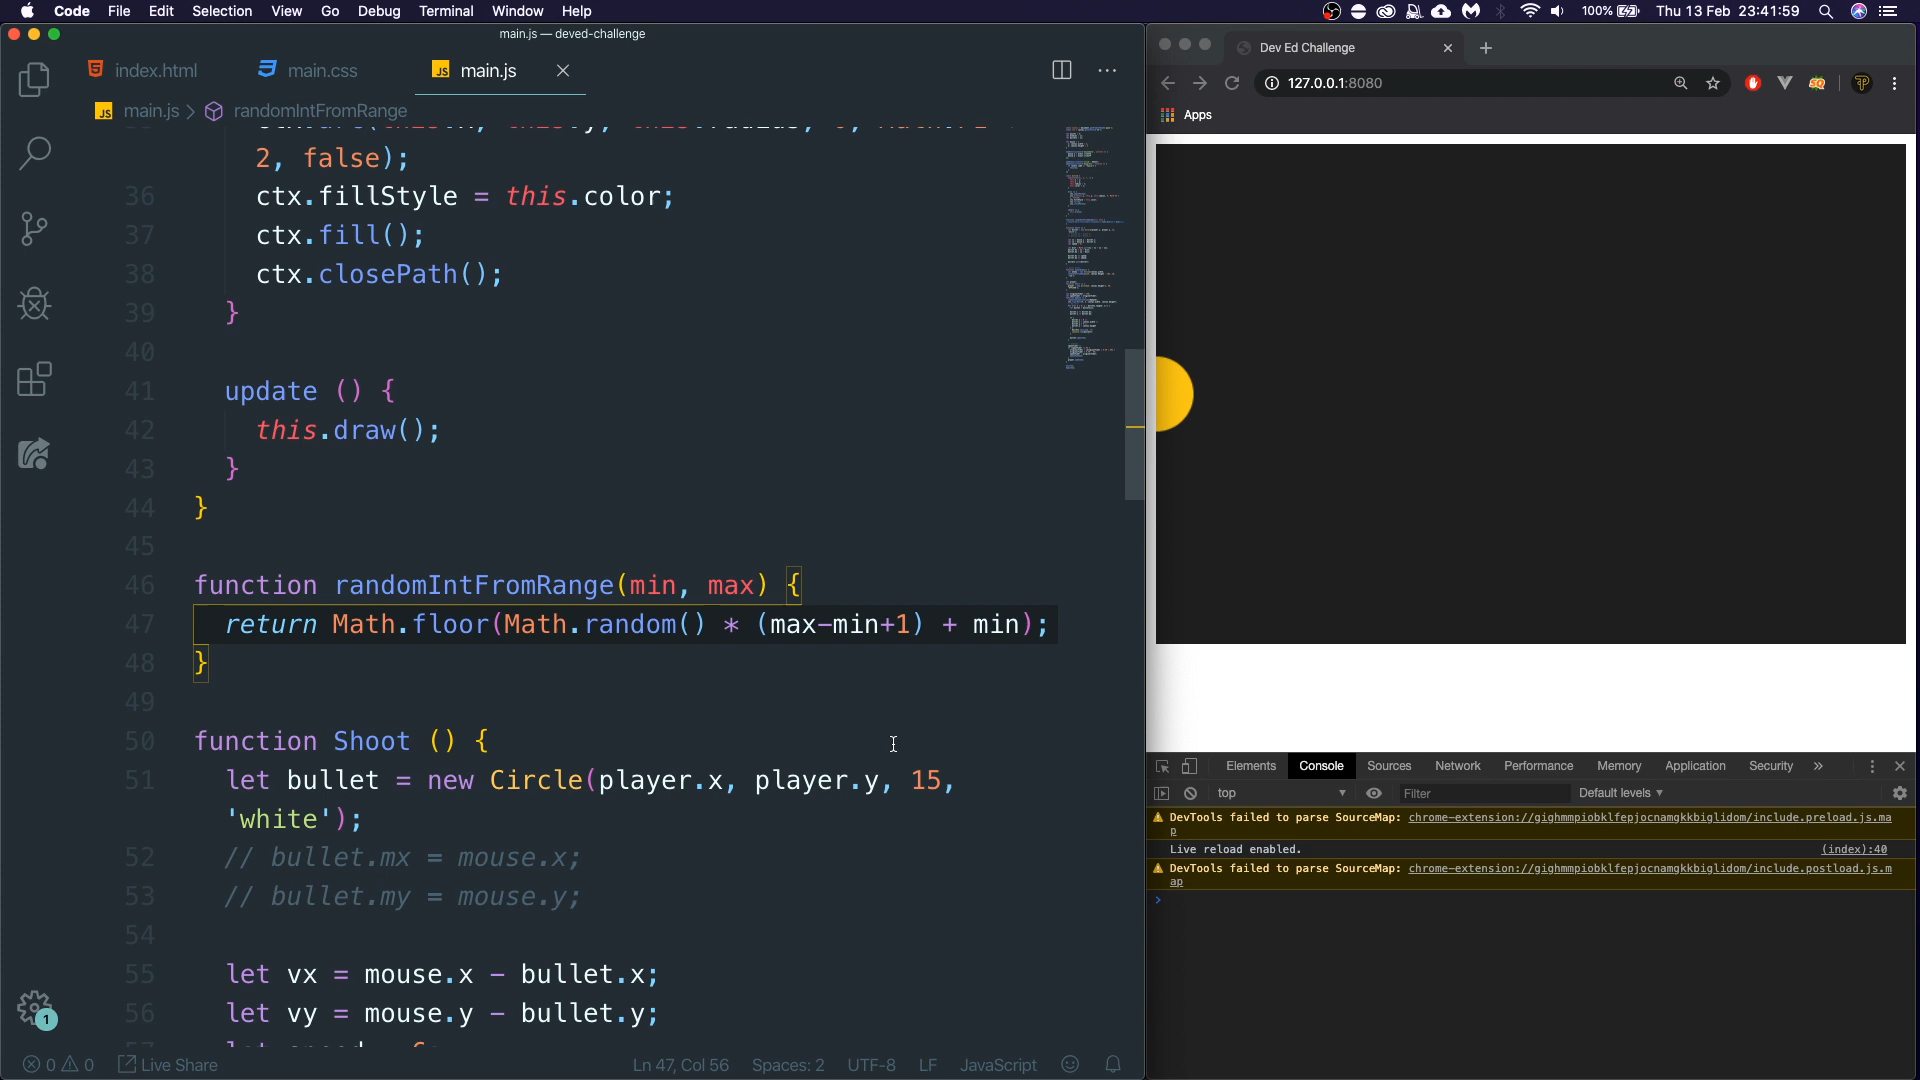 Code File Edit Selection View Go Debug Terminal Window Help 100% Thu 13 Feb 23:41:59
main.js — deved-challenge
index.html main.css JS main.js
JS main.js > randomIntFromRange
2, false);
36 ctx.fillStyle = this.color;
37 ctx.fill();
38 ctx.closePath();
39 }
40
41 update () {
42 this.draw();
43 }
44 }
45
46 function randomIntFromRange(min, max) {
47 return Math.floor(Math.random() * (max-min+1) + min);
48 }
49
50 function Shoot () {
51 let bullet = new Circle(player.x, player.y, 15,
'white');
52 // bullet.mx = mouse.x;
53 // bullet.my = mouse.y;
54
55 let vx = mouse.x - bullet.x;
56 let vy = mouse.y - bullet.y;
1
0 0 Live Share Ln 47, Col 56 Spaces: 2 UTF-8 LF JavaScript
Dev Ed Challenge
127.0.0.1:8080
Apps
Elements Console Sources Network Performance Memory Application Security »
top Filter Default levels
DevTools failed to parse SourceMap: chrome-extension://gighmmpiobklfepjocnamgkkbiglidom/include.preload.js.ma
p
Live reload enabled. (index):40
DevTools failed to parse SourceMap: chrome-extension://gighmmpiobklfepjocnamgkkbiglidom/include.postload.js.m
ap
>